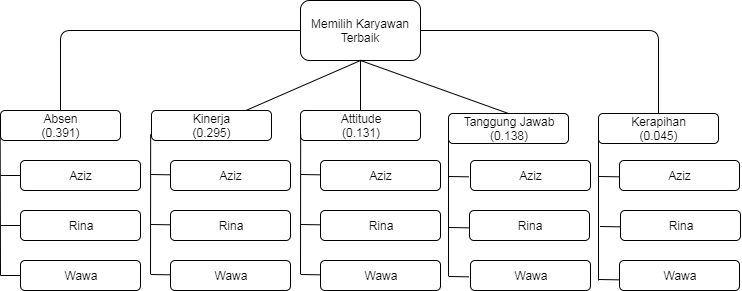 Memilih Karyawan
Terbaik
Absen
(0.391)
Kinerja
(0.295)
Attitude
(0.131)
Tanggung Jawab
(0.138)
Kerapihan
(0.045)
Aziz
Aziz
Aziz
Aziz
Aziz
Rina
Rina
Rina
Rina
Rina
Wawa
Wawa
Wawa
Wawa
Wawa